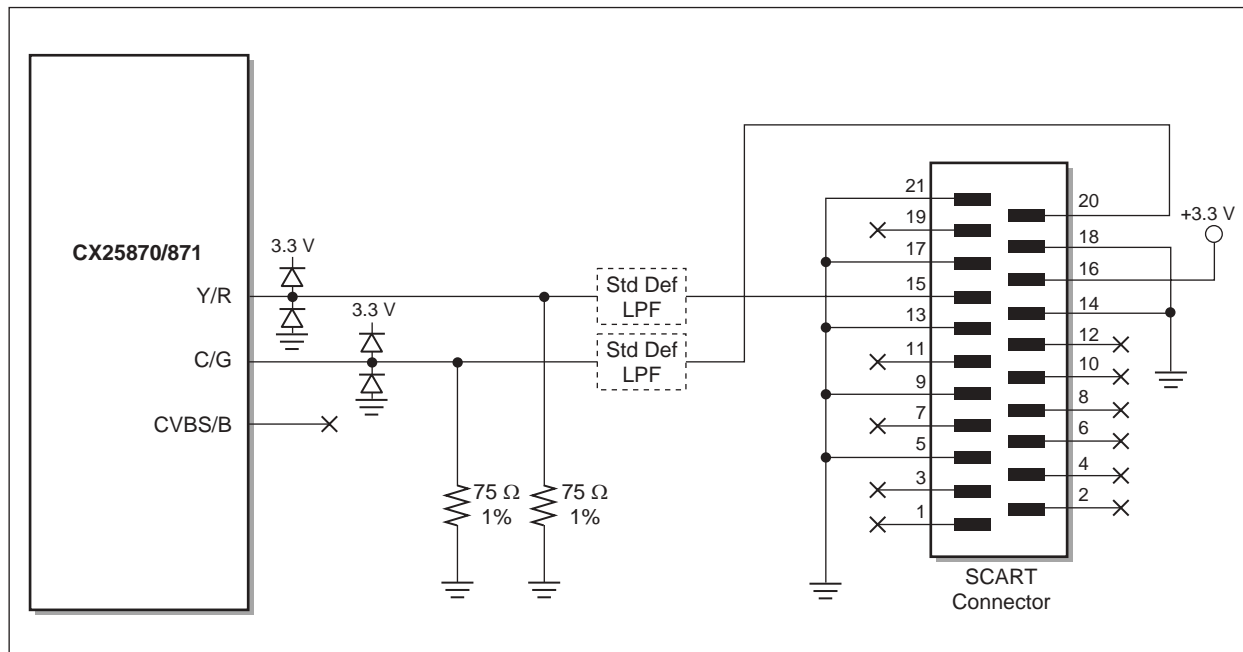 CX25870/871
3.3 V
Y/R
3.3 V
C/G
CVBS/B
Std Def
LPF
Std Def
LPF
75 Ω
1%
75 Ω
1%
21
19
17
15
13
11
9
7
5
3
1
20
18
16
14
12
10
8
6
4
2
+3.3 V
SCART
Connector